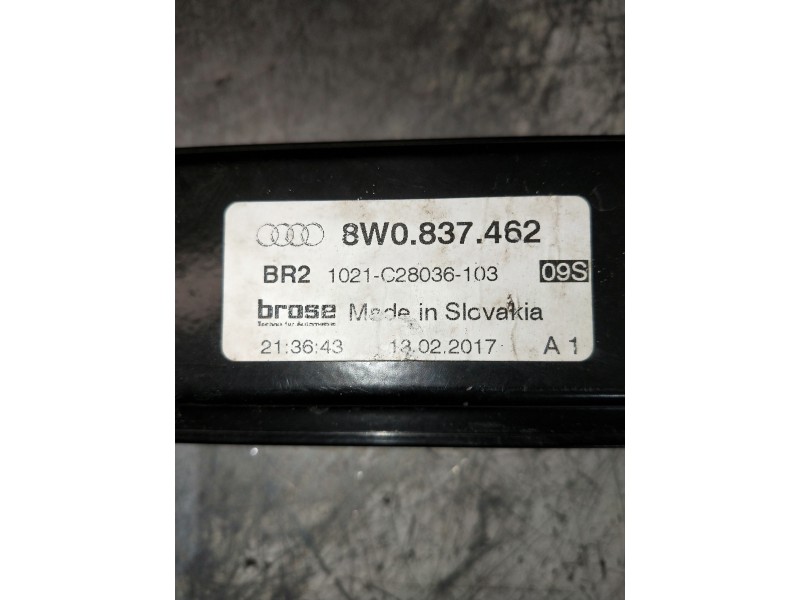 8W0.837.462
BR2 1021-C28036-103 09S
brose Made in Slovakia
21:36:43 13.02.2017 A 1